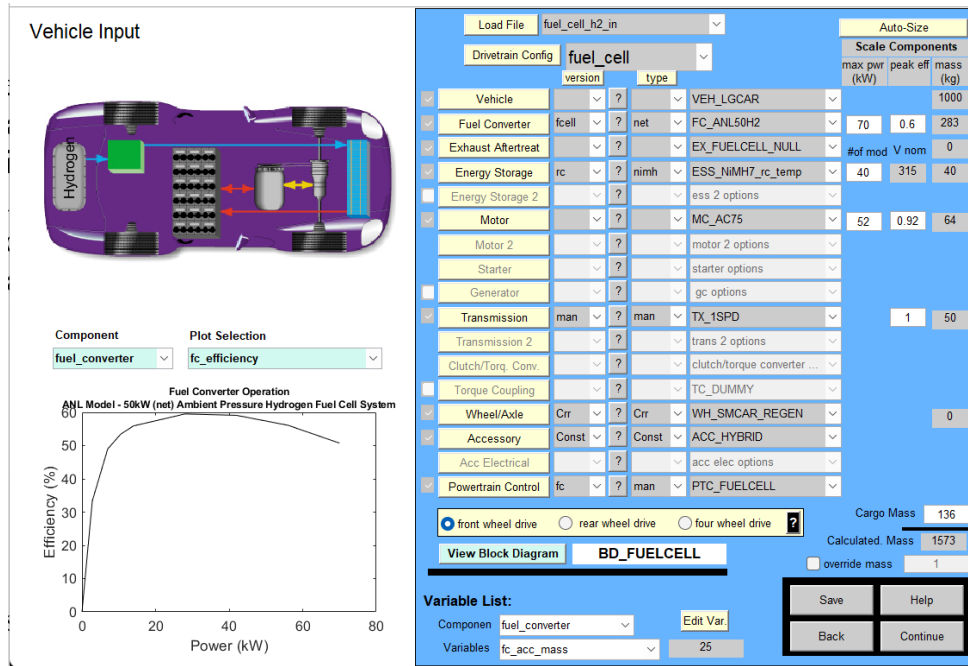 Vehicle Input
Hydrogen
Component Plot Selection
fuel_converter fc_efficiency
Fuel Converter Operation
ANL Model - 50kW (net) Ambient Pressure Hydrogen Fuel Cell System
60
50
40
30
20
10
0
Efficiency (%)
0 20 40 60 80
Power (kW)
Load File fuel_cell_h2_in
Drivetrain Config fuel_cell
version type
Auto-Size
Scale Components
max pwr peak eff mass
(kW) (kg)
Vehicle ? VEH_LGCAR 1000
Fuel Converter fcell ? net FC_ANL50H2 70 0.6 283
Exhaust Aftertreat ? EX_FUELCELL_NULL #of mod V nom 0
Energy Storage rc ? nimh ESS_NiMH7_rc_temp 40 315 40
Energy Storage 2 ? ess 2 options
Motor ? MC_AC75 52 0.92 64
Motor 2 ? motor 2 options
Starter ? starter options
Generator ? gc options
Transmission man ? man TX_1SPD 1 50
Transmission 2 ? trans 2 options
Clutch/Torq. Conv. ? clutch/torque converter ...
Torque Coupling ? TC_DUMMY
Wheel/Axle Crr ? Crr WH_SMCAR_REGEN 0
Accessory Const ? Const ACC_HYBRID
Acc Electrical ? acc elec options
Powertrain Control fc ? man PTC_FUELCELL
front wheel drive rear wheel drive four wheel drive ?
Cargo Mass 136
View Block Diagram BD_FUELCELL
Calculated. Mass 1573
override mass 1
Variable List:
Componen fuel_converter Edit Var.
Variables fc_acc_mass 25
Save Help
Back Continue